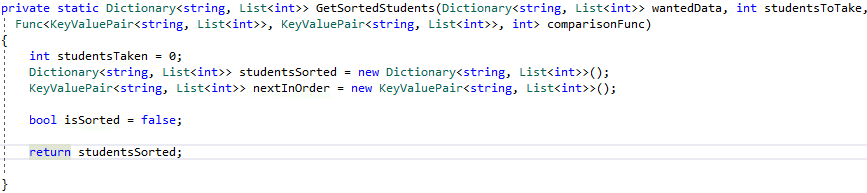 private static Dictionary<string, List<int>> GetSortedStudents(Dictionary<string, List<int>> wantedData, int studentsToTake,
Func<KeyValuePair<string, List<int>>, KeyValuePair<string, List<int>>, int> comparisonFunc)
{
int studentsTaken = 0;
Dictionary<string, List<int>> studentsSorted = new Dictionary<string, List<int>>();
KeyValuePair<string, List<int>> nextInOrder = new KeyValuePair<string, List<int>>();
bool isSorted = false;
return studentsSorted;
}